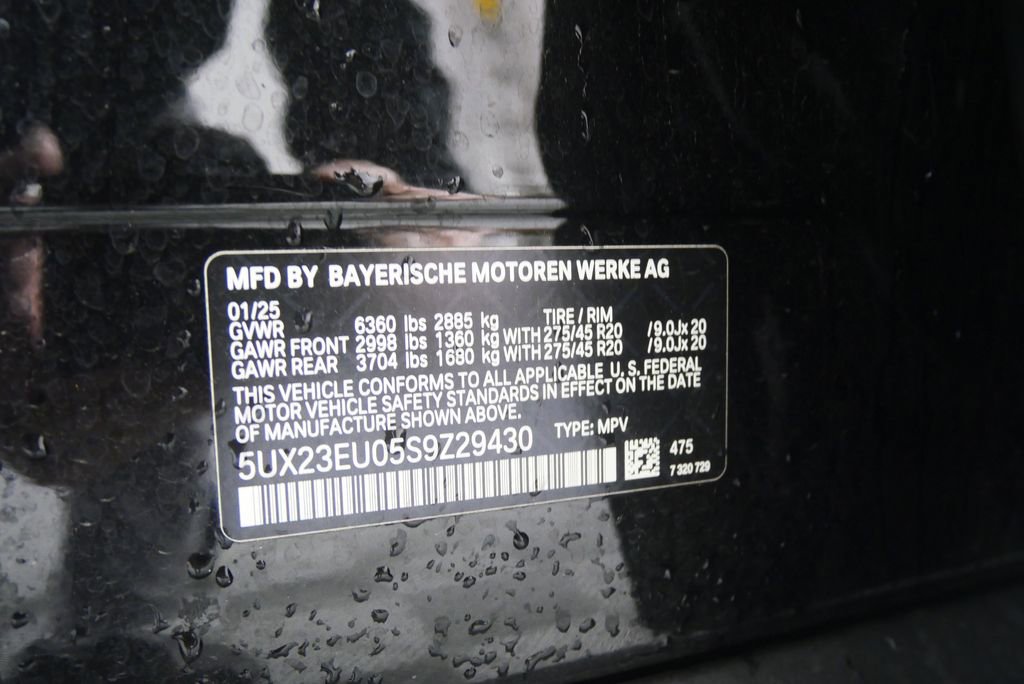 MFD BY BAYERISCHE MOTOREN WERKE AG
01/25 TIRE / RIM
GVWR 6360 lbs 2885 kg
GAWR FRONT 2998 lbs 1360 kg WITH 275/45 R20 /9.0Jx 20
GAWR REAR 3704 lbs 1680 kg WITH 275/45 R20 /9.0Jx 20
THIS VEHICLE CONFORMS TO ALL APPLICABLE U. S. FEDERAL
MOTOR VEHICLE SAFETY STANDARDS IN EFFECT ON THE DATE
OF MANUFACTURE SHOWN ABOVE.
TYPE: MPV
5UX23EU05S9Z29430
475
7 320 729